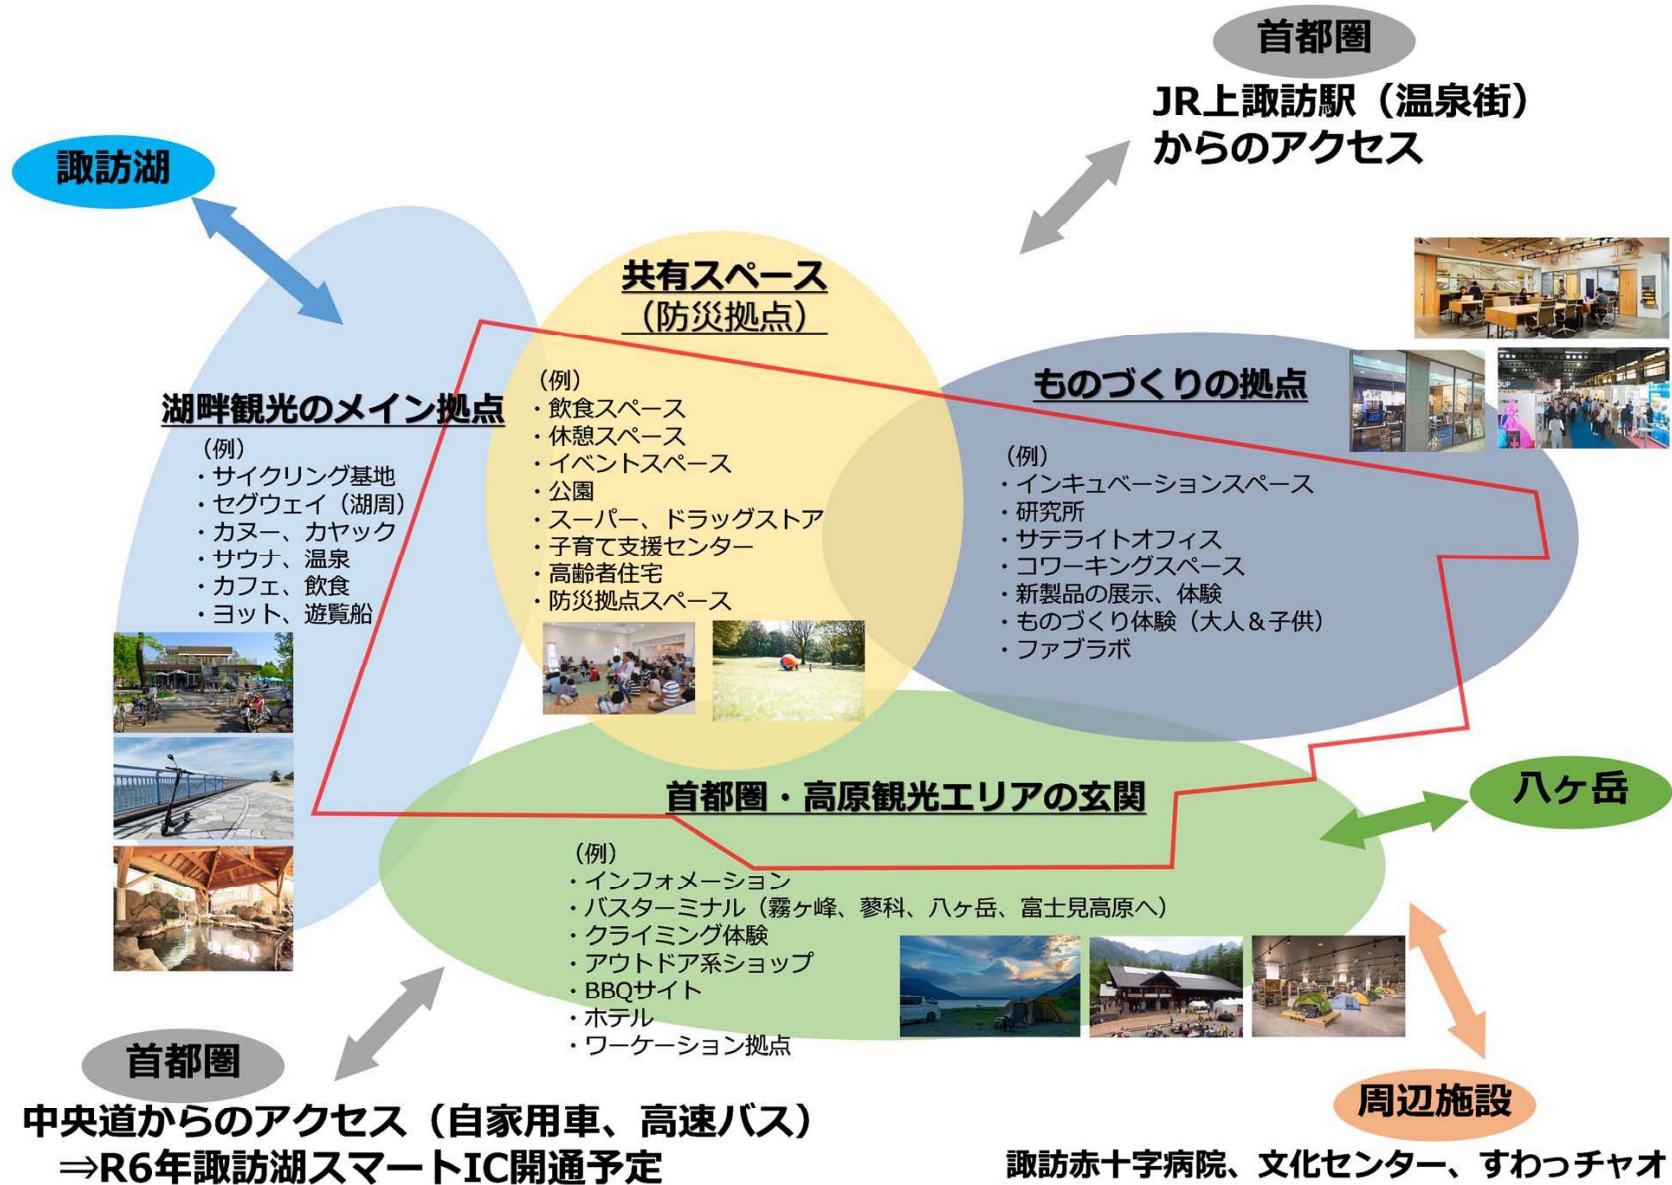 首都圏
JR上諏訪駅（温泉街）
からのアクセス
諏訪湖
共有スペース
（防災拠点）
（例）
・飲食スペース
・休憩スペース
・イベントスペース
・公園
・スーパー、ドラッグストア
・子育て支援センター
・高齢者住宅
・防災拠点スペース
湖畔観光のメイン拠点
（例）
・サイクリング基地
・セグウェイ（湖周）
・カヌー、カヤック
・サウナ、温泉
・カフェ、飲食
・ヨット、遊覧船
ものづくりの拠点
（例）
・インキュベーションスペース
・研究所
・サテライトオフィス
・コワーキングスペース
・新製品の展示、体験
・ものづくり体験（大人＆子供）
・ファブラボ
首都圏・高原観光エリアの玄関
（例）
・インフォメーション
・バスターミナル（霧ヶ峰、蓼科、八ヶ岳、富士見高原へ）
・クライミング体験
・アウトドア系ショップ
・BBQサイト
・ホテル
・ワーケーション拠点
八ヶ岳
首都圏
中央道からのアクセス（自家用車、高速バス）
⇒R6年諏訪湖スマートIC開通予定
周辺施設
諏訪赤十字病院、文化センター、すわっチャオ